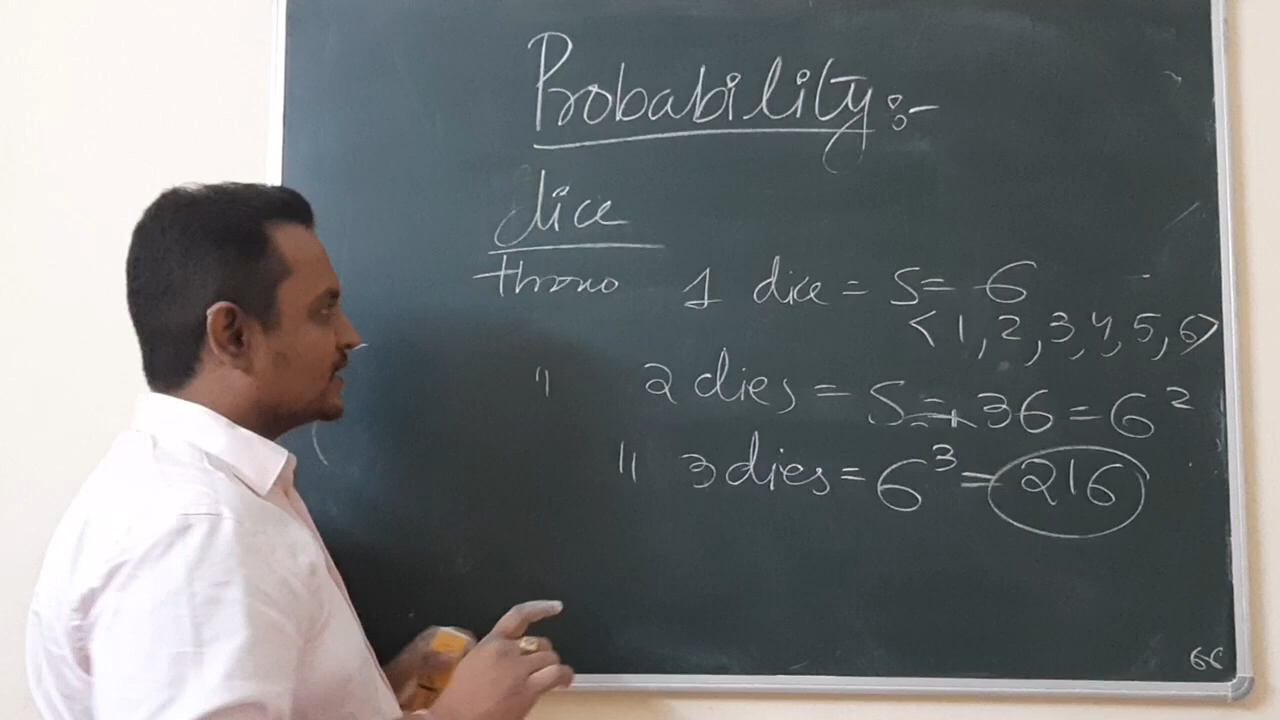 Probability:-
dice
throw 1 dice = S = 6
<1, 2, 3, 4, 5, 6>
" 2 dies = S = 36 = 6²
" 3 dies = 6³ = 216